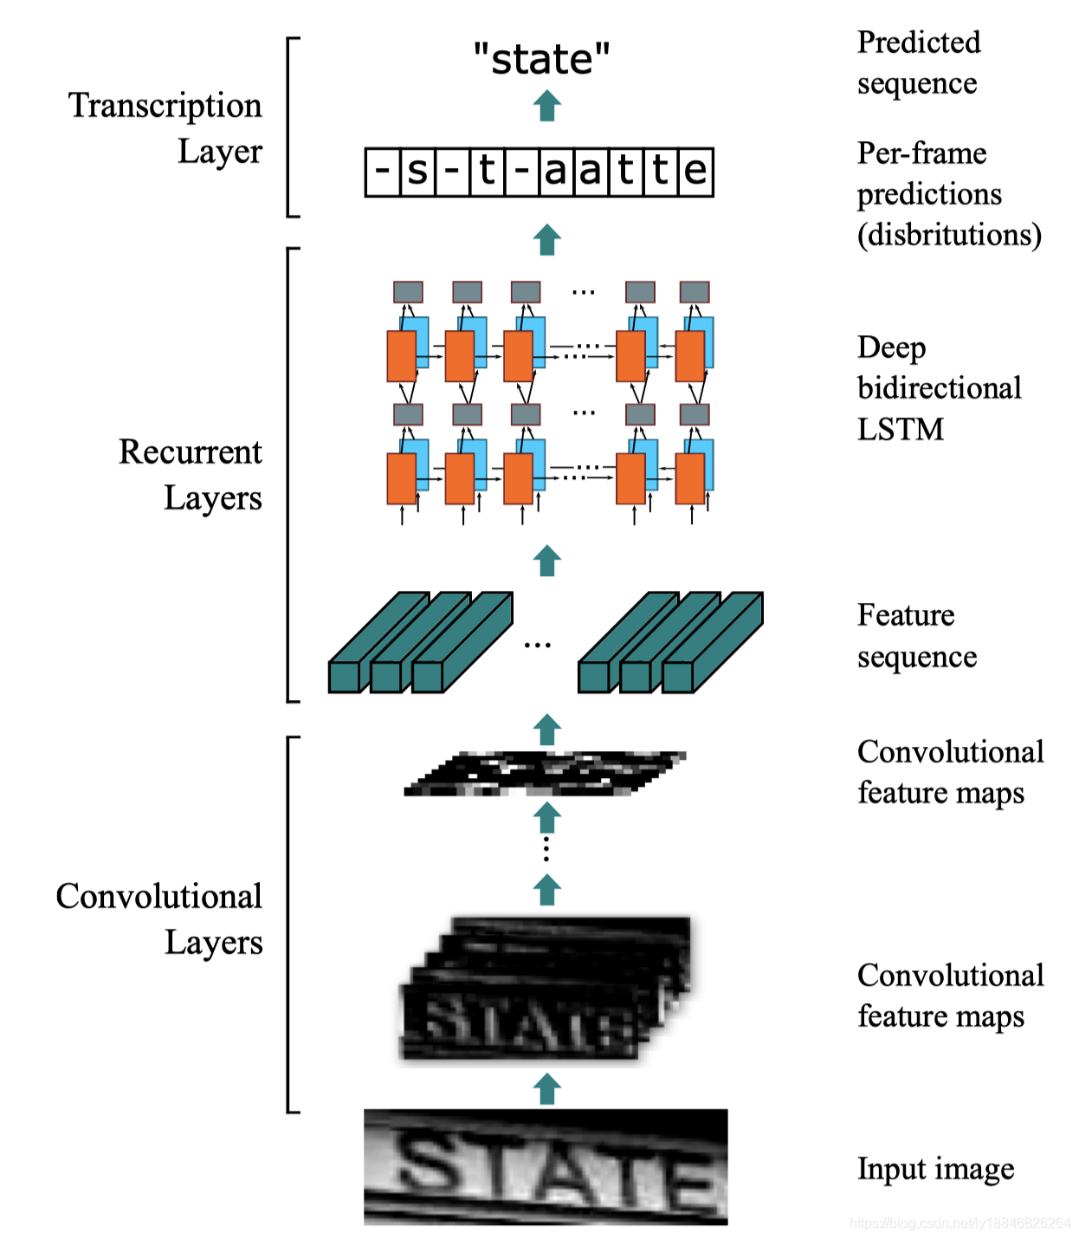 "state"
Predicted
sequence
Transcription
Layer
-s-t-aatte
Per-frame
predictions
(disbritutions)
...
...
Deep
bidirectional
LSTM
Recurrent
Layers
...
Feature
sequence
Convolutional
feature maps
Convolutional
Layers
STATE
Convolutional
feature maps
STATE
Input image
https://blog.csdn.net/ly18846826264